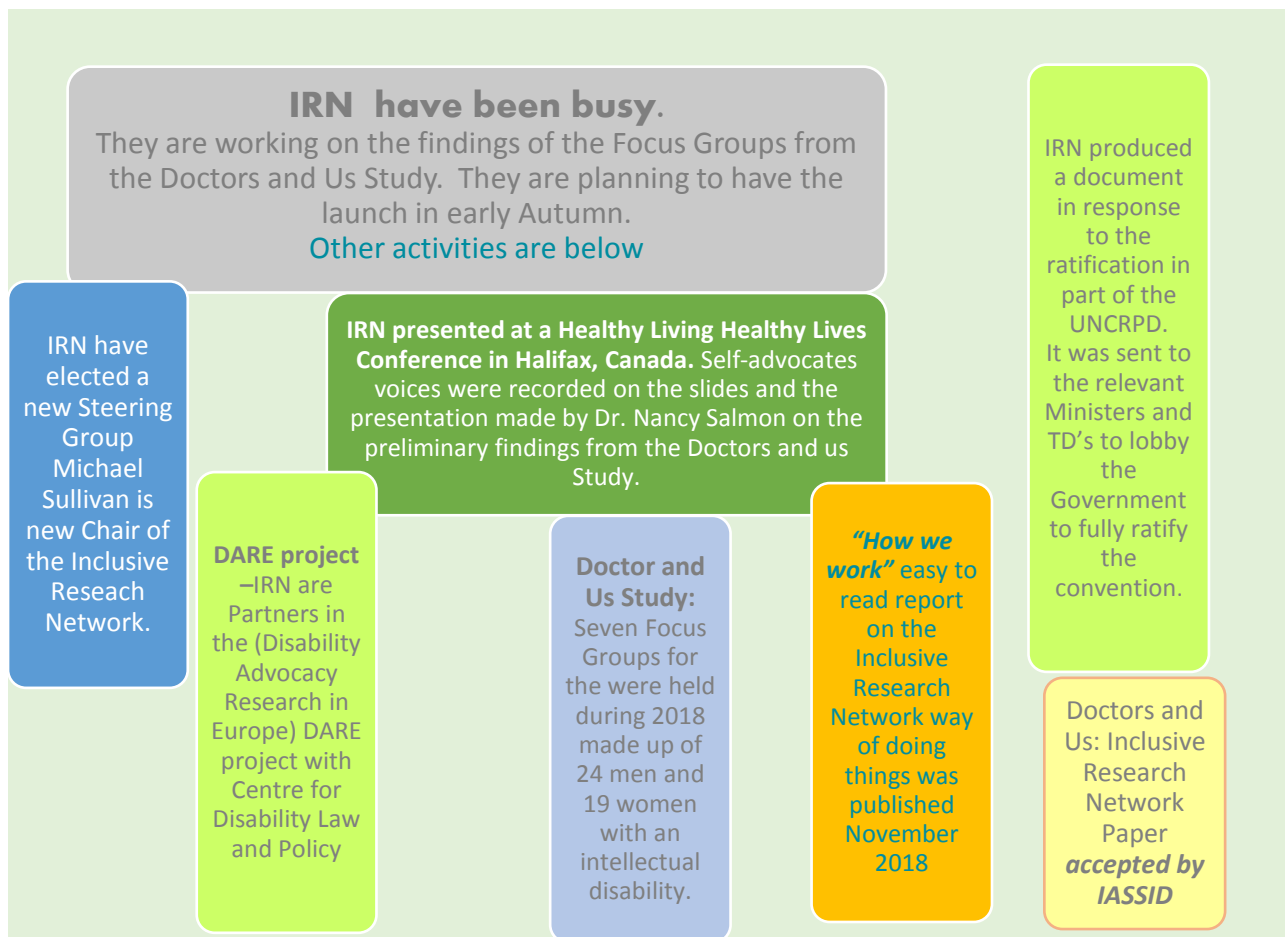 IRN have been busy.
They are working on the findings of the Focus Groups from
the Doctors and Us Study. They are planning to have the
launch in early Autumn.
Other activities are below
IRN have
elected a
new Steering
Group
Michael
Sullivan is
new Chair of
the Inclusive
Reseach
Network.
IRN presented at a Healthy Living Healthy Lives
Conference in Halifax, Canada. Self-advocates
voices were recorded on the slides and the
presentation made by Dr. Nancy Salmon on the
preliminary findings from the Doctors and us
Study.
DARE project
–IRN are
Partners in
the (Disability
Advocacy
Research in
Europe) DARE
project with
Centre for
Disability Law
and Policy
Doctor and
Us Study:
Seven Focus
Groups for
the were held
during 2018
made up of
24 men and
19 women
with an
intellectual
disability.
“How we
work” easy to
read report
on the
Inclusive
Research
Network way
of doing
things was
published
November
2018
IRN produced
a document
in response
to the
ratification in
part of the
UNCRPD.
It was sent to
the relevant
Ministers and
TD’s to lobby
the
Government
to fully ratify
the
convention.
Doctors and
Us: Inclusive
Research
Network
Paper
accepted by
IASSID